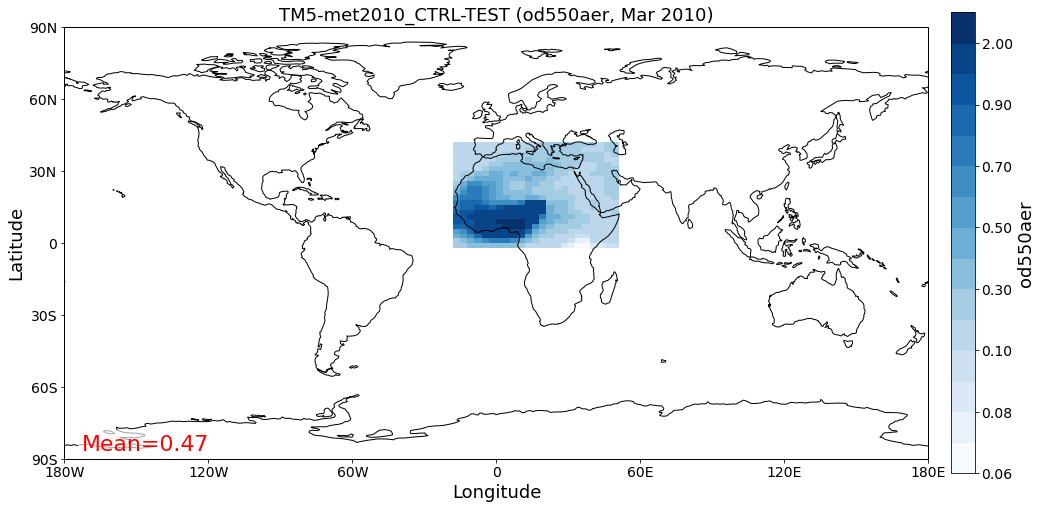 TM5-met2010_CTRL-TEST (od550aer, Mar 2010)
90N
60N
30N
0
30S
60S
90S
Latitude
Mean=0.47
180W
120W
60W
0
60E
120E
180E
Longitude
2.00
0.90
0.70
0.50
0.30
0.10
0.08
0.06
od550aer